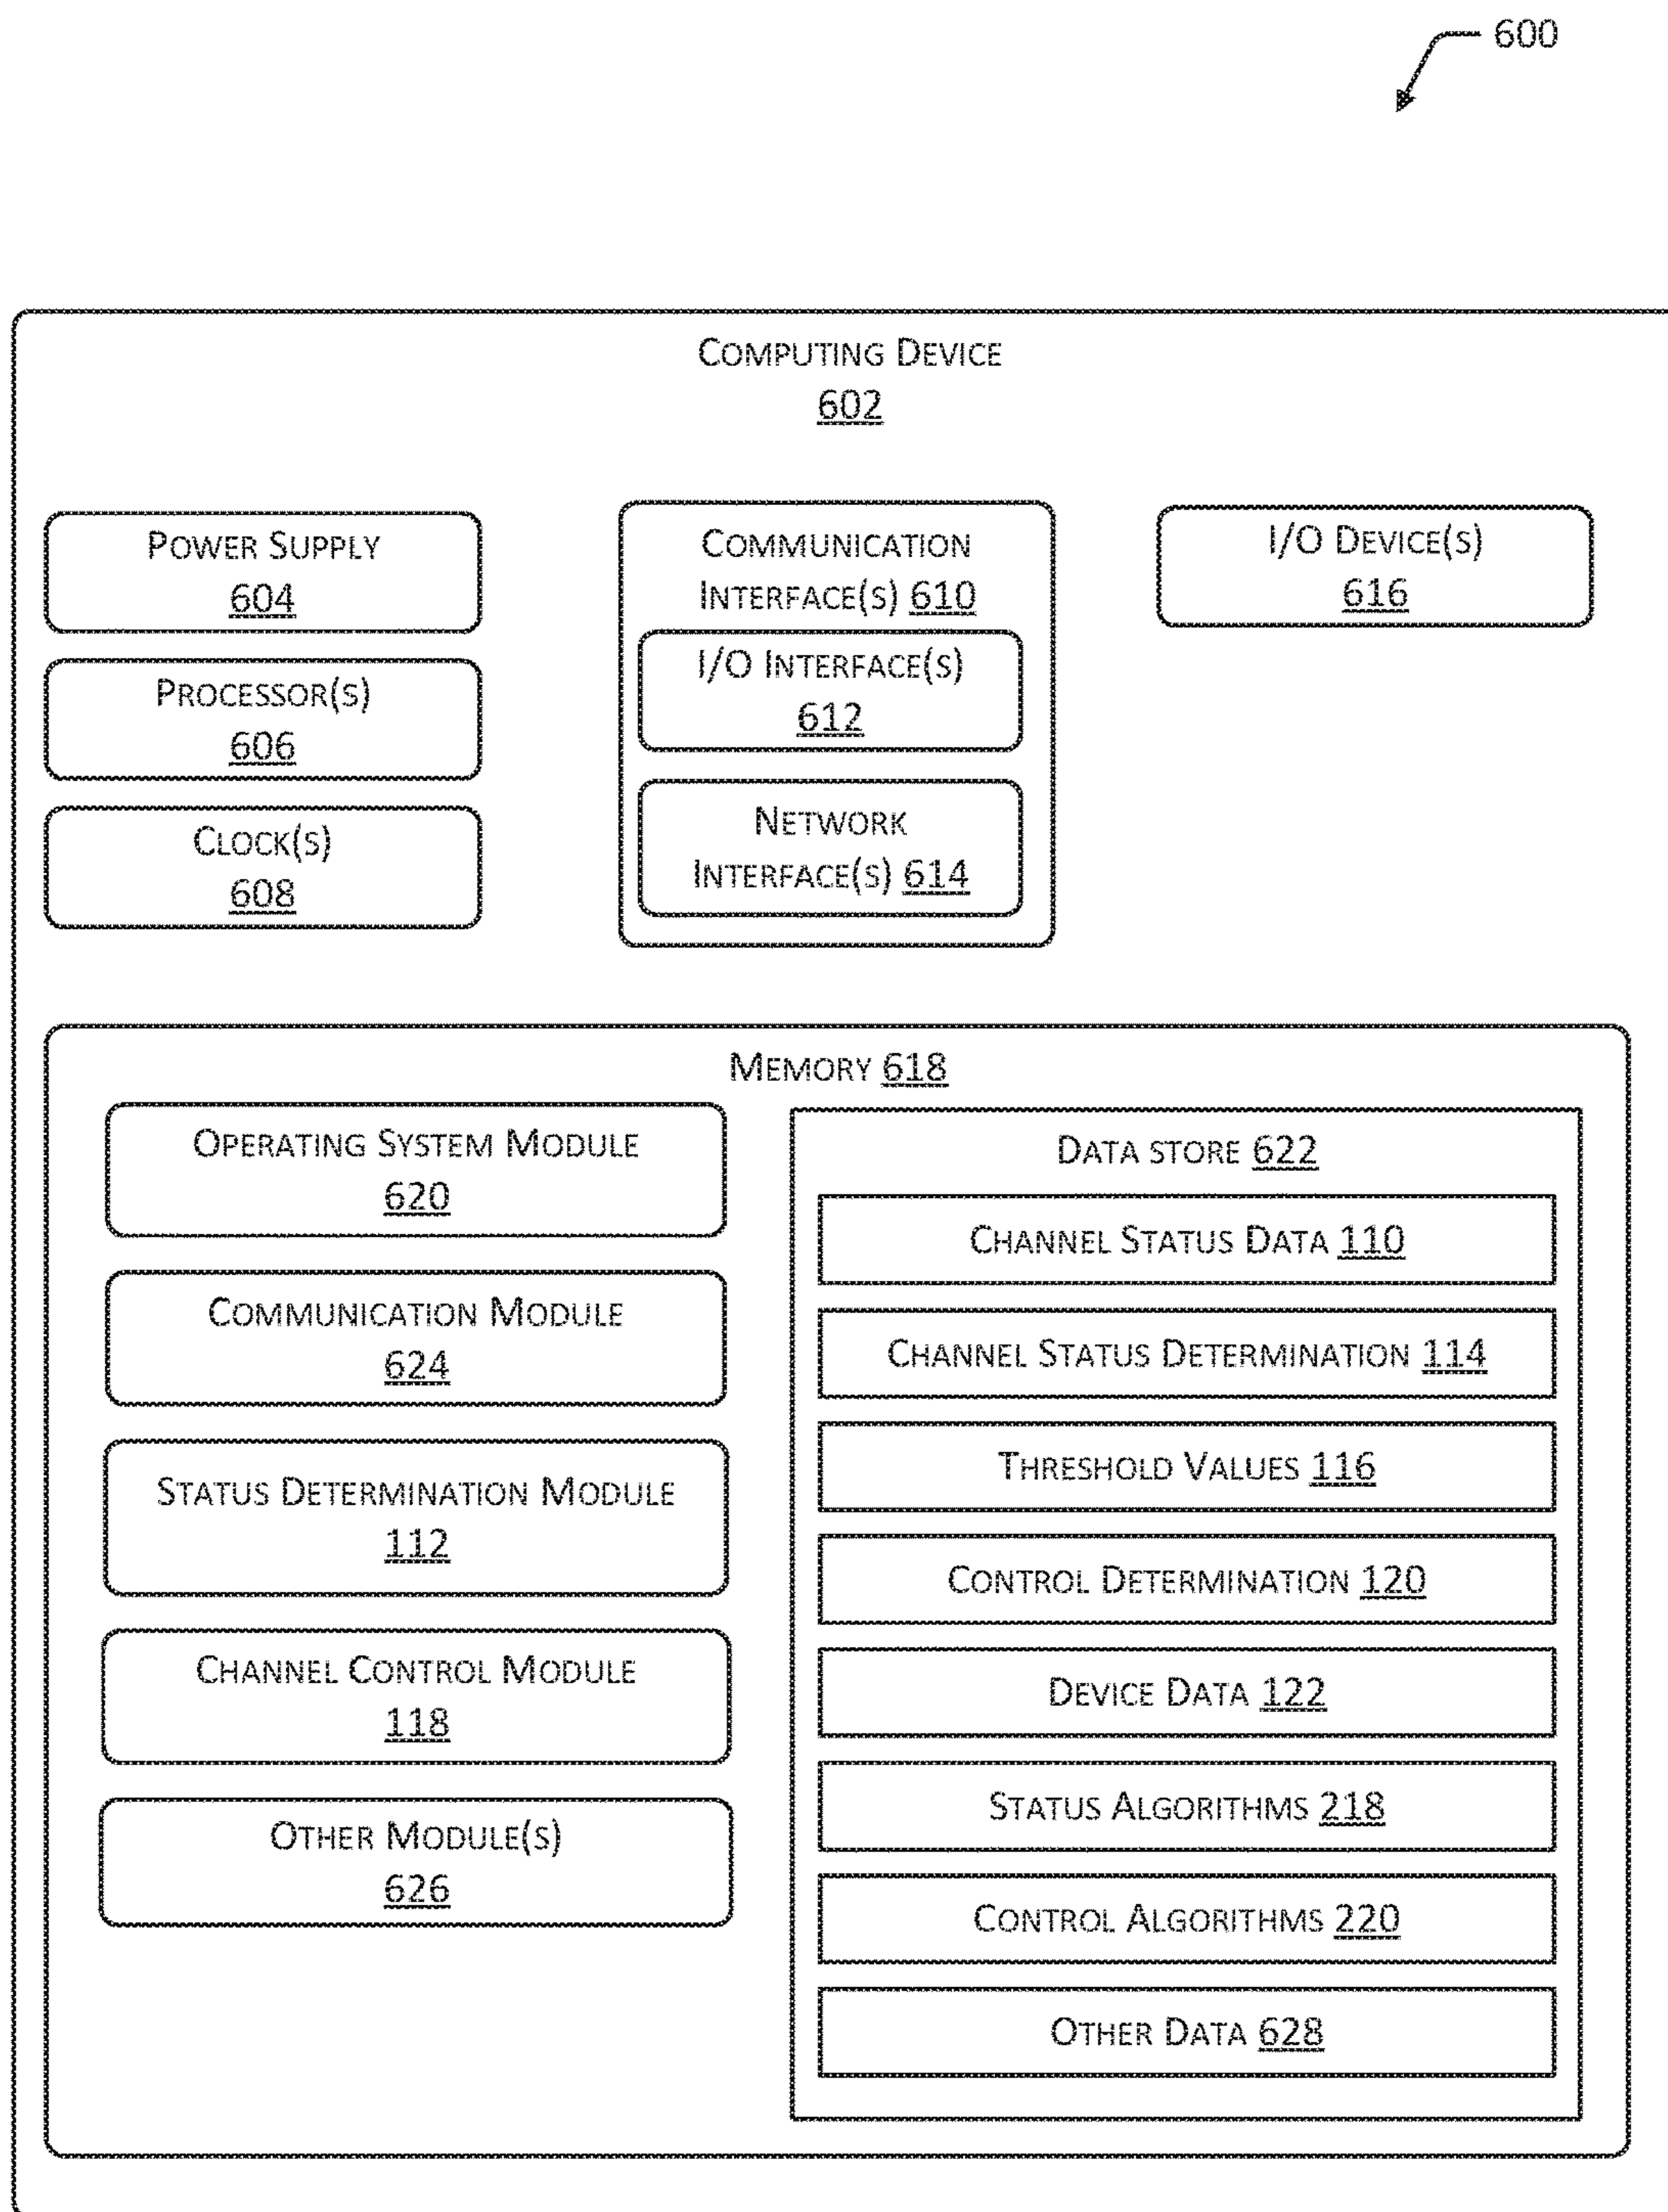 600
COMPUTING DEVICE
602
POWER SUPPLY
604
PROCESSOR(S)
606
CLOCK(S)
608
COMMUNICATION
INTERFACE(S) 610
I/O INTERFACE(S)
612
NETWORK
INTERFACE(S) 614
I/O DEVICE(S)
616
MEMORY 618
OPERATING SYSTEM MODULE
620
COMMUNICATION MODULE
624
STATUS DETERMINATION MODULE
112
CHANNEL CONTROL MODULE
118
OTHER MODULE(S)
626
DATA STORE 622
CHANNEL STATUS DATA 110
CHANNEL STATUS DETERMINATION 114
THRESHOLD VALUES 116
CONTROL DETERMINATION 120
DEVICE DATA 122
STATUS ALGORITHMS 218
CONTROL ALGORITHMS 220
OTHER DATA 628